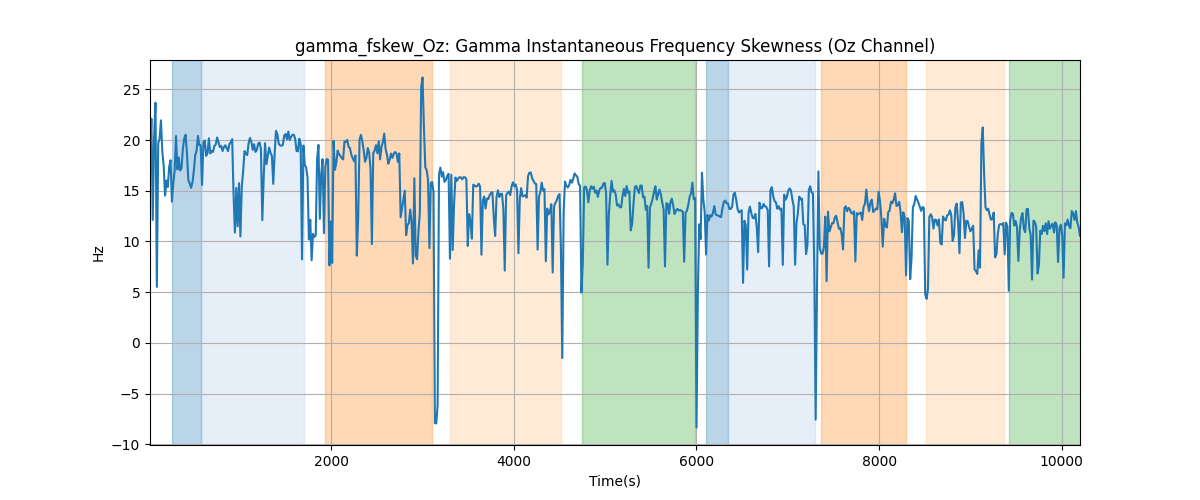 gamma_fskew_Oz: Gamma Instantaneous Frequency Skewness (Oz Channel)
25
20
15
10
5
0
−5
−10
Hz
2000 4000 6000 8000 10000
Time(s)